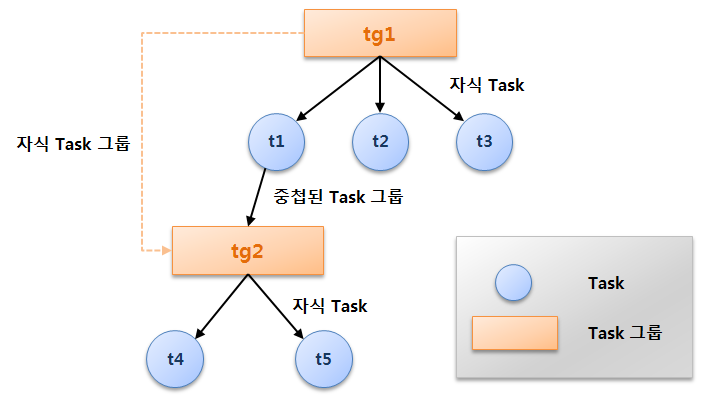 tg1
자식 Task
t1
t2
t3
자식 Task 그룹
중첩된 Task 그룹
tg2
자식 Task
t4
t5
Task
Task 그룹